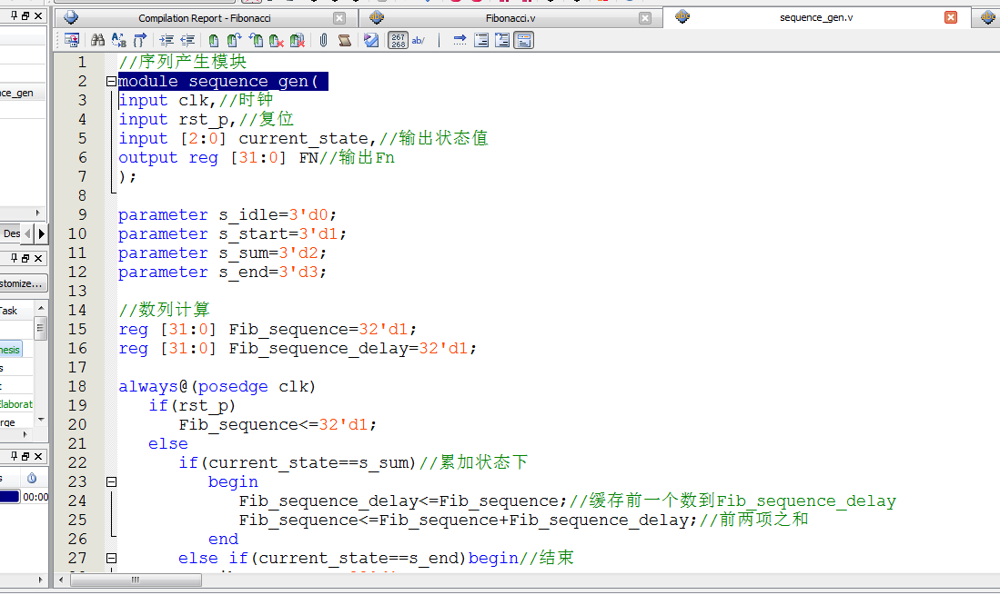 Compilation Report - Fibonacci
Fibonacci.v
sequence_gen.v
267
268
ab/
1 //序列产生模块
2 module sequence_gen(
3 input clk,//时钟
4 input rst_p,//复位
5 input [2:0] current_state,//输出状态值
6 output reg [31:0] FN//输出Fn
7 );
8
9 parameter s_idle=3'd0;
10 parameter s_start=3'd1;
11 parameter s_sum=3'd2;
12 parameter s_end=3'd3;
13
14 //数列计算
15 reg [31:0] Fib_sequence=32'd1;
16 reg [31:0] Fib_sequence_delay=32'd1;
17
18 always@(posedge clk)
19 if(rst_p)
20 Fib_sequence<=32'd1;
21 else
22 if(current_state==s_sum)//累加状态下
23 begin
24 Fib_sequence_delay<=Fib_sequence;//缓存前一个数到Fib_sequence_delay
25 Fib_sequence<=Fib_sequence+Fib_sequence_delay;//前两项之和
26 end
27 else if(current_state==s_end)begin//结束
nce_gen
Des
stomize...
Task
nesis
s
t
Elaborat
rge
s
00:00